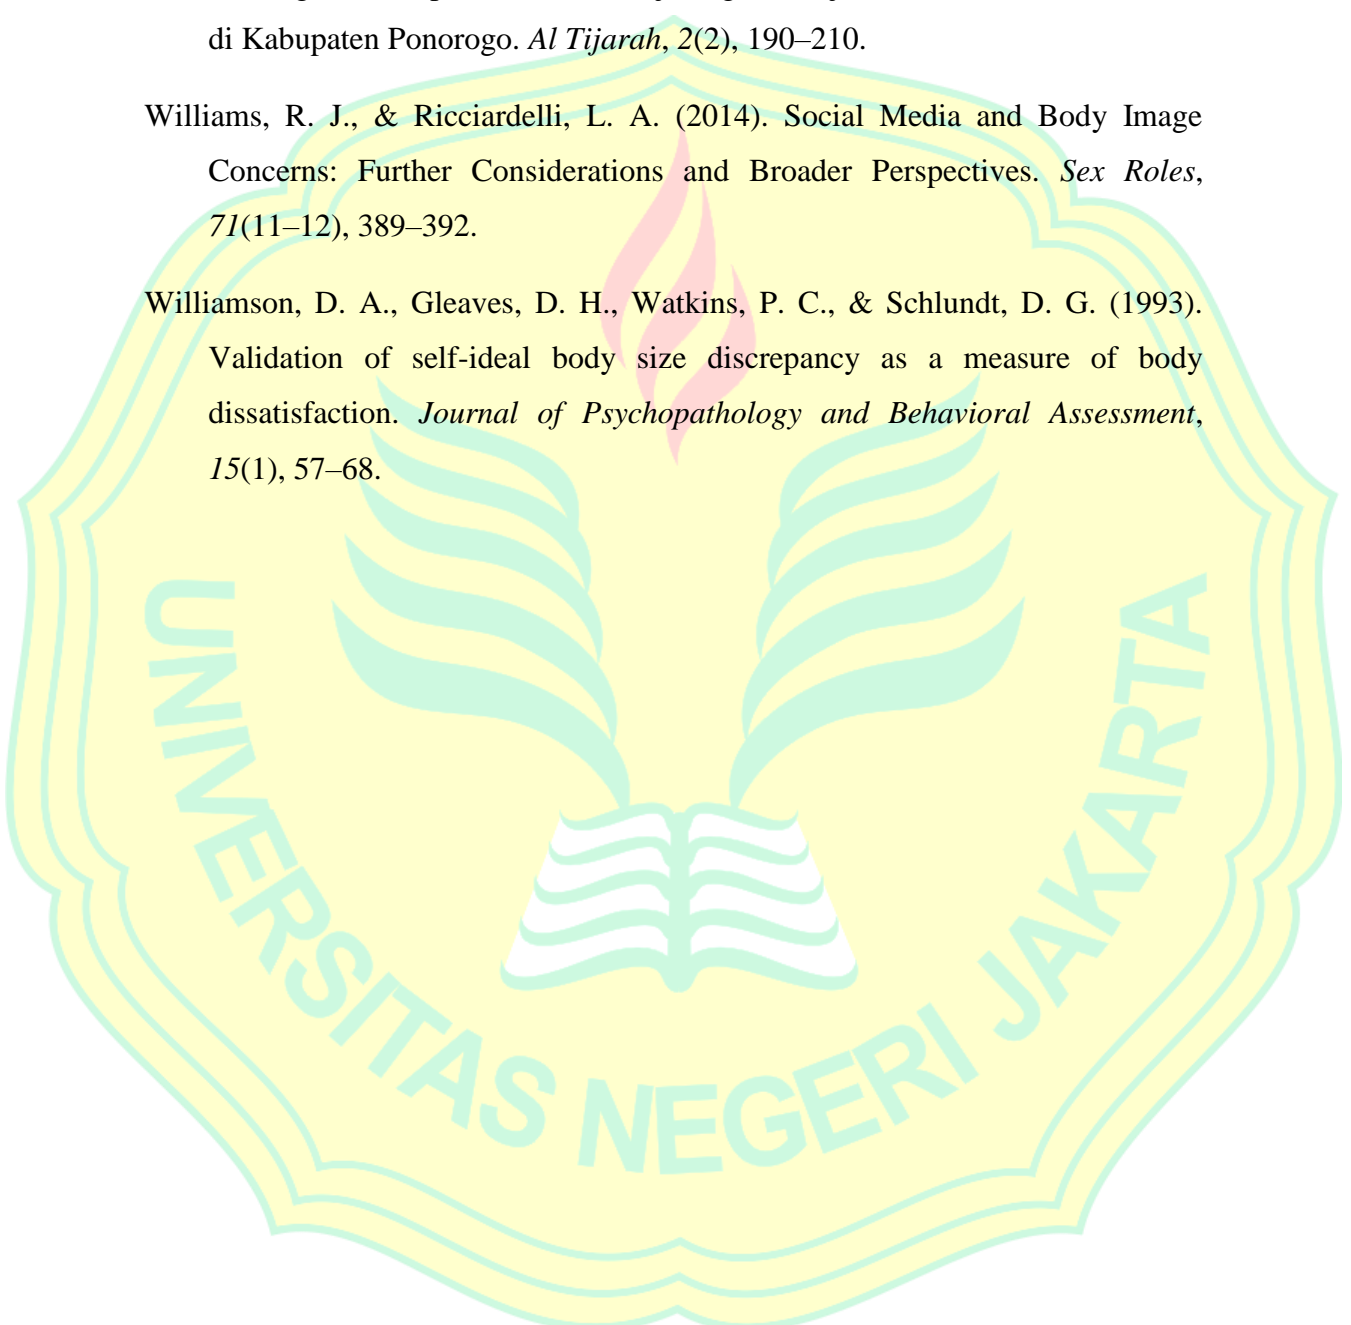 di Kabupaten Ponorogo. Al Tijarah, 2(2), 190–210.
Williams, R. J., & Ricciardelli, L. A. (2014). Social Media and Body Image
Concerns: Further Considerations and Broader Perspectives. Sex Roles,
71(11–12), 389–392.
Williamson, D. A., Gleaves, D. H., Watkins, P. C., & Schlundt, D. G. (1993).
Validation of self-ideal body size discrepancy as a measure of body
dissatisfaction. Journal of Psychopathology and Behavioral Assessment,
15(1), 57–68.
UNIVERSITAS NEGERI JAKARTA